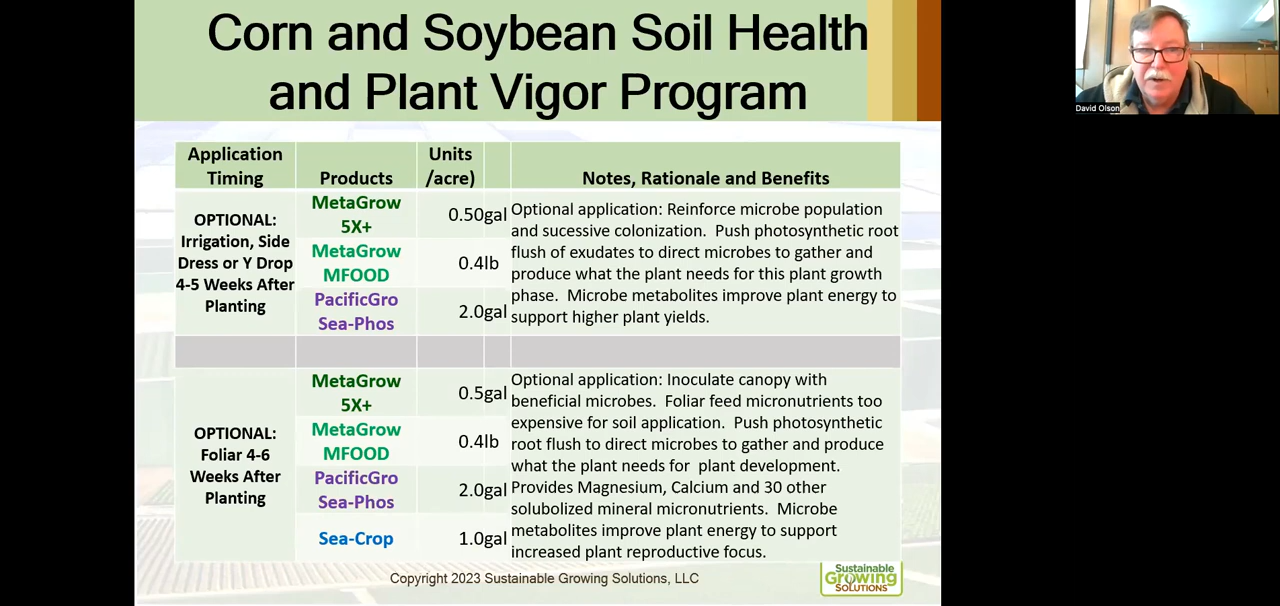 Corn and Soybean Soil Health
and Plant Vigor Program
David Olson
Application
Timing
Products
Units
/acre)
Notes, Rationale and Benefits
OPTIONAL:
Irrigation, Side
Dress or Y Drop
4-5 Weeks After
Planting
MetaGrow
5X+
0.50gal
MetaGrow
MFOOD
0.4lb
PacificGro
Sea-Phos
2.0gal
Optional application: Reinforce microbe population
and sucessive colonization. Push photosynthetic root
flush of exudates to direct microbes to gather and
produce what the plant needs for this plant growth
phase. Microbe metabolites improve plant energy to
support higher plant yields.
OPTIONAL:
Foliar 4-6
Weeks After
Planting
MetaGrow
5X+
0.5gal
MetaGrow
MFOOD
0.4lb
PacificGro
Sea-Phos
2.0gal
Sea-Crop
1.0gal
Optional application: Inoculate canopy with
beneficial microbes. Foliar feed micronutrients too
expensive for soil application. Push photosynthetic
root flush to direct microbes to gather and produce
what the plant needs for plant development.
Provides Magnesium, Calcium and 30 other
solubolized mineral micronutrients. Microbe
metabolites improve plant energy to support
increased plant reproductive focus.
Copyright 2023 Sustainable Growing Solutions, LLC
Sustainable
Growing
SOLUTIONS